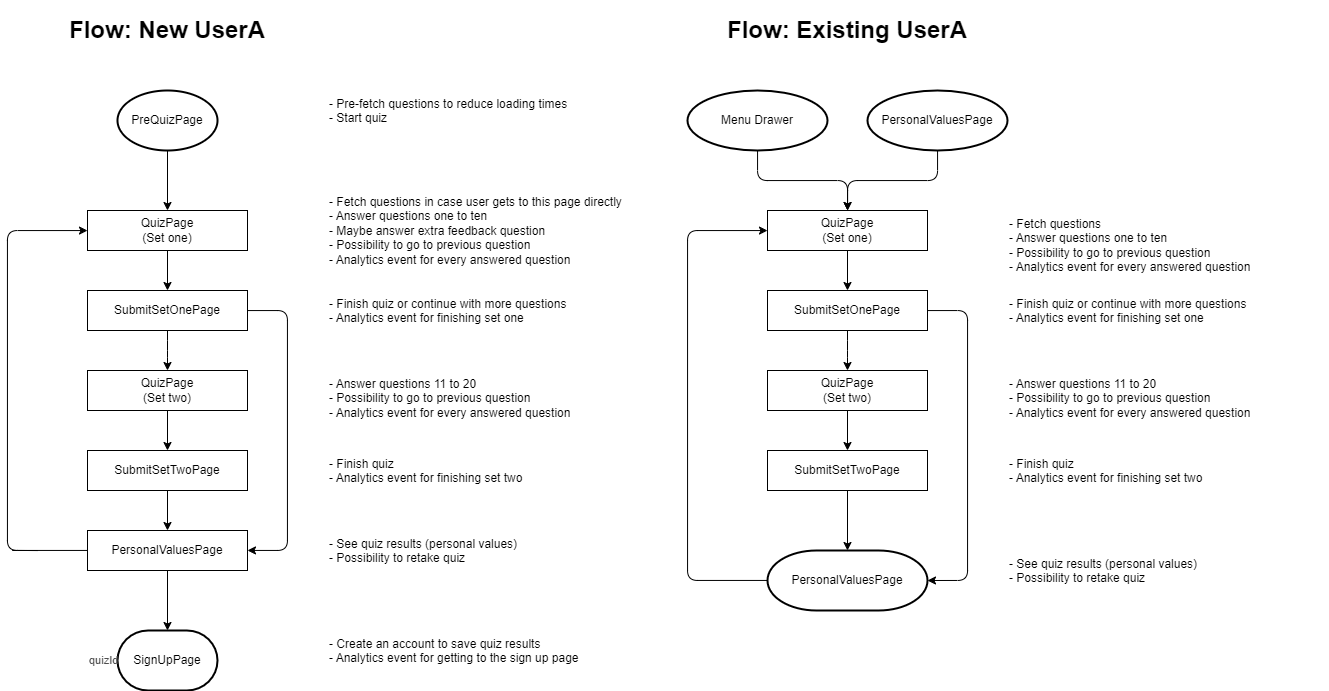 Flow: New UserA
PreQuizPage
- Pre-fetch questions to reduce loading times
- Start quiz
QuizPage
(Set one)
- Fetch questions in case user gets to this page directly
- Answer questions one to ten
- Maybe answer extra feedback question
- Possibility to go to previous question
- Analytics event for every answered question
SubmitSetOnePage
- Finish quiz or continue with more questions
- Analytics event for finishing set one
QuizPage
(Set two)
- Answer questions 11 to 20
- Possibility to go to previous question
- Analytics event for every answered question
SubmitSetTwoPage
- Finish quiz
- Analytics event for finishing set two
PersonalValuesPage
- See quiz results (personal values)
- Possibility to retake quiz
SignUpPage
- Create an account to save quiz results
- Analytics event for getting to the sign up page
Flow: Existing UserA
Menu Drawer
PersonalValuesPage
QuizPage
(Set one)
- Fetch questions
- Answer questions one to ten
- Possibility to go to previous question
- Analytics event for every answered question
SubmitSetOnePage
- Finish quiz or continue with more questions
- Analytics event for finishing set one
QuizPage
(Set two)
- Answer questions 11 to 20
- Possibility to go to previous question
- Analytics event for every answered question
SubmitSetTwoPage
- Finish quiz
- Analytics event for finishing set two
PersonalValuesPage
- See quiz results (personal values)
- Possibility to retake quiz